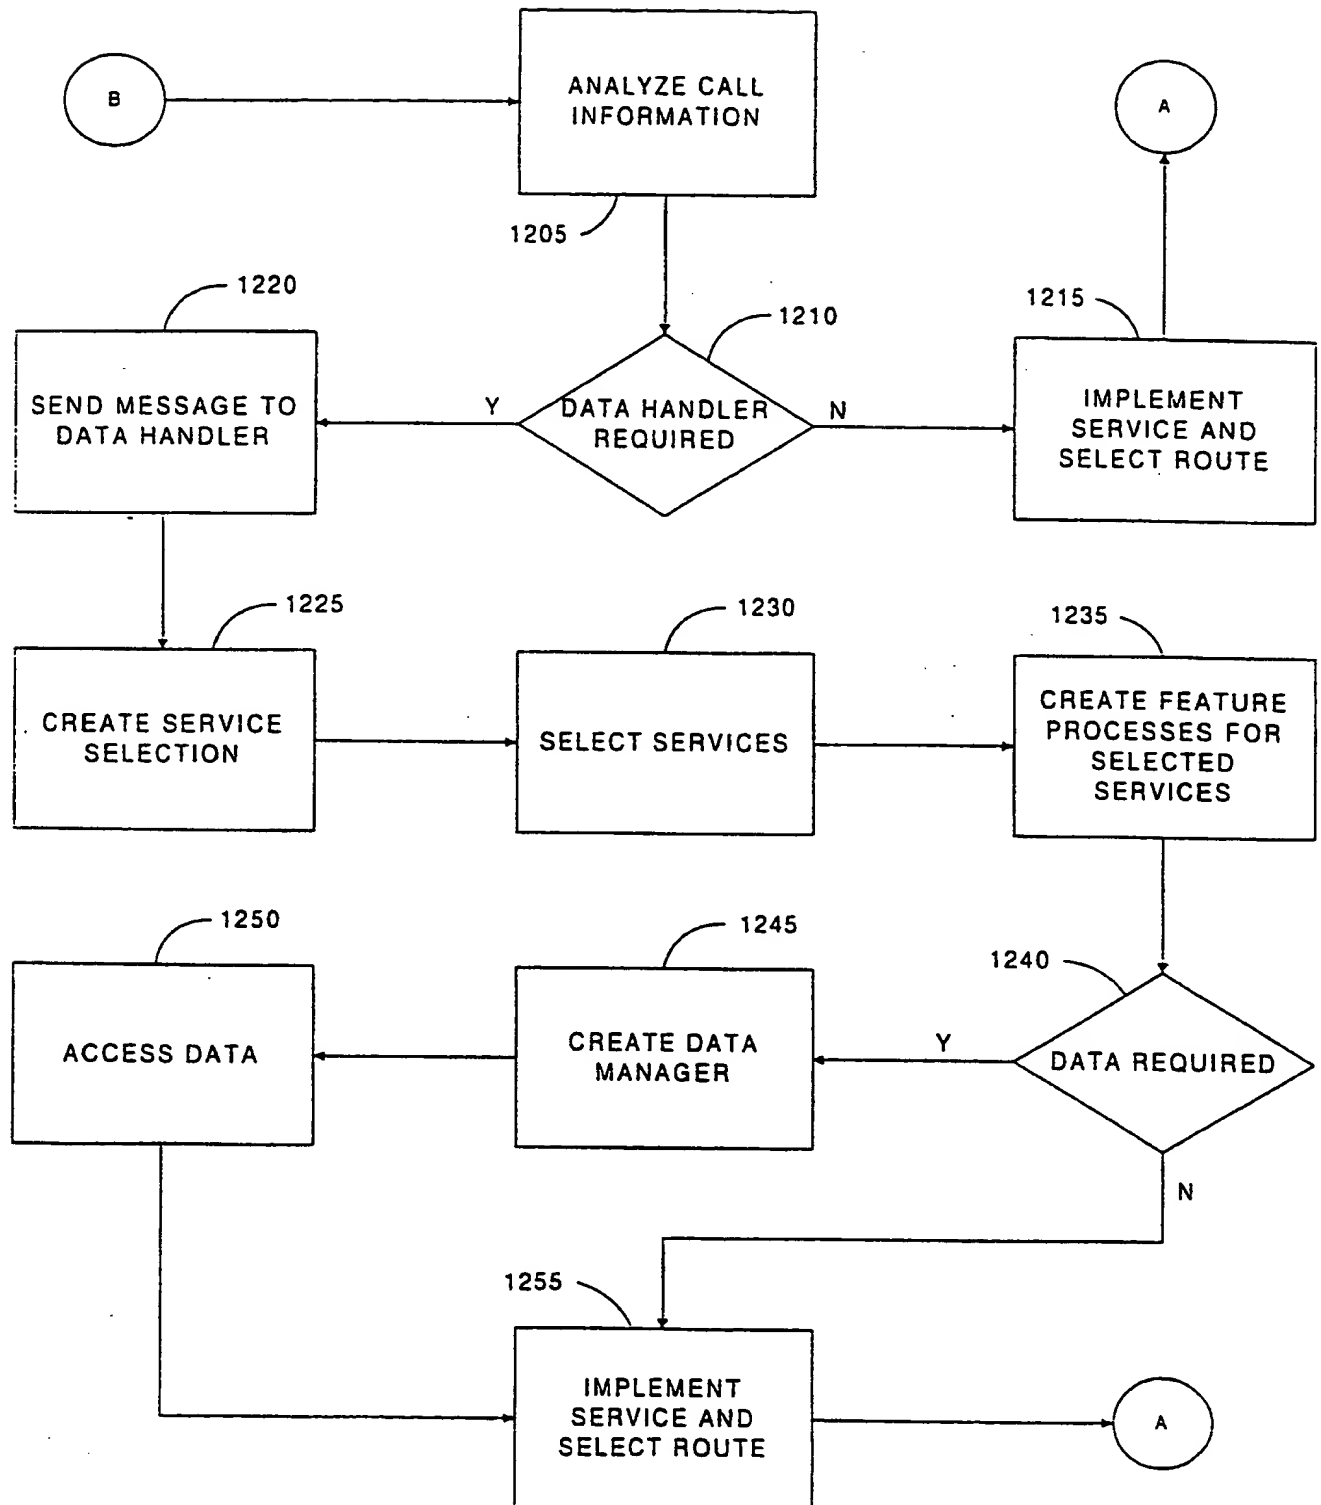 B
ANALYZE CALL
INFORMATION
A
1205
1220
1210
1215
SEND MESSAGE TO
DATA HANDLER
Y
DATA HANDLER
REQUIRED
N
IMPLEMENT
SERVICE AND
SELECT ROUTE
1225
1230
1235
CREATE SERVICE
SELECTION
SELECT SERVICES
CREATE FEATURE
PROCESSES FOR
SELECTED
SERVICES
1250
1245
1240
ACCESS DATA
CREATE DATA
MANAGER
Y
DATA REQUIRED
N
1255
IMPLEMENT
SERVICE AND
SELECT ROUTE
A